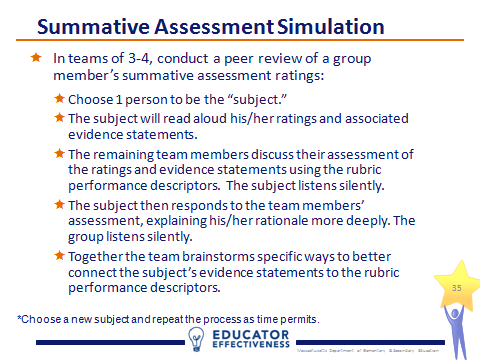 Summative Assessment Simulation
In teams of 3-4, conduct a peer review of a group
member's summative assessment ratings:
Choose 1 person to be the "subject."
The subject will read aloud his/her ratings and associated
evidence statements.
The remaining team members discuss their assessment of
the ratings and evidence statements using the rubric
performance descriptors. The subject listens silently.
The subject then responds to the team members'
assessment, explaining his/her rationale more deeply. The
group listens silently.
Together the team brainstorms specific ways to better
connect the subject's evidence statements to the rubric
performance descriptors.
35
*Choose a new subject and repeat the process as time permits.
EDUCATOR
EFFECTIVENESS
Massachusetts Department of Elementary & Secondary Education